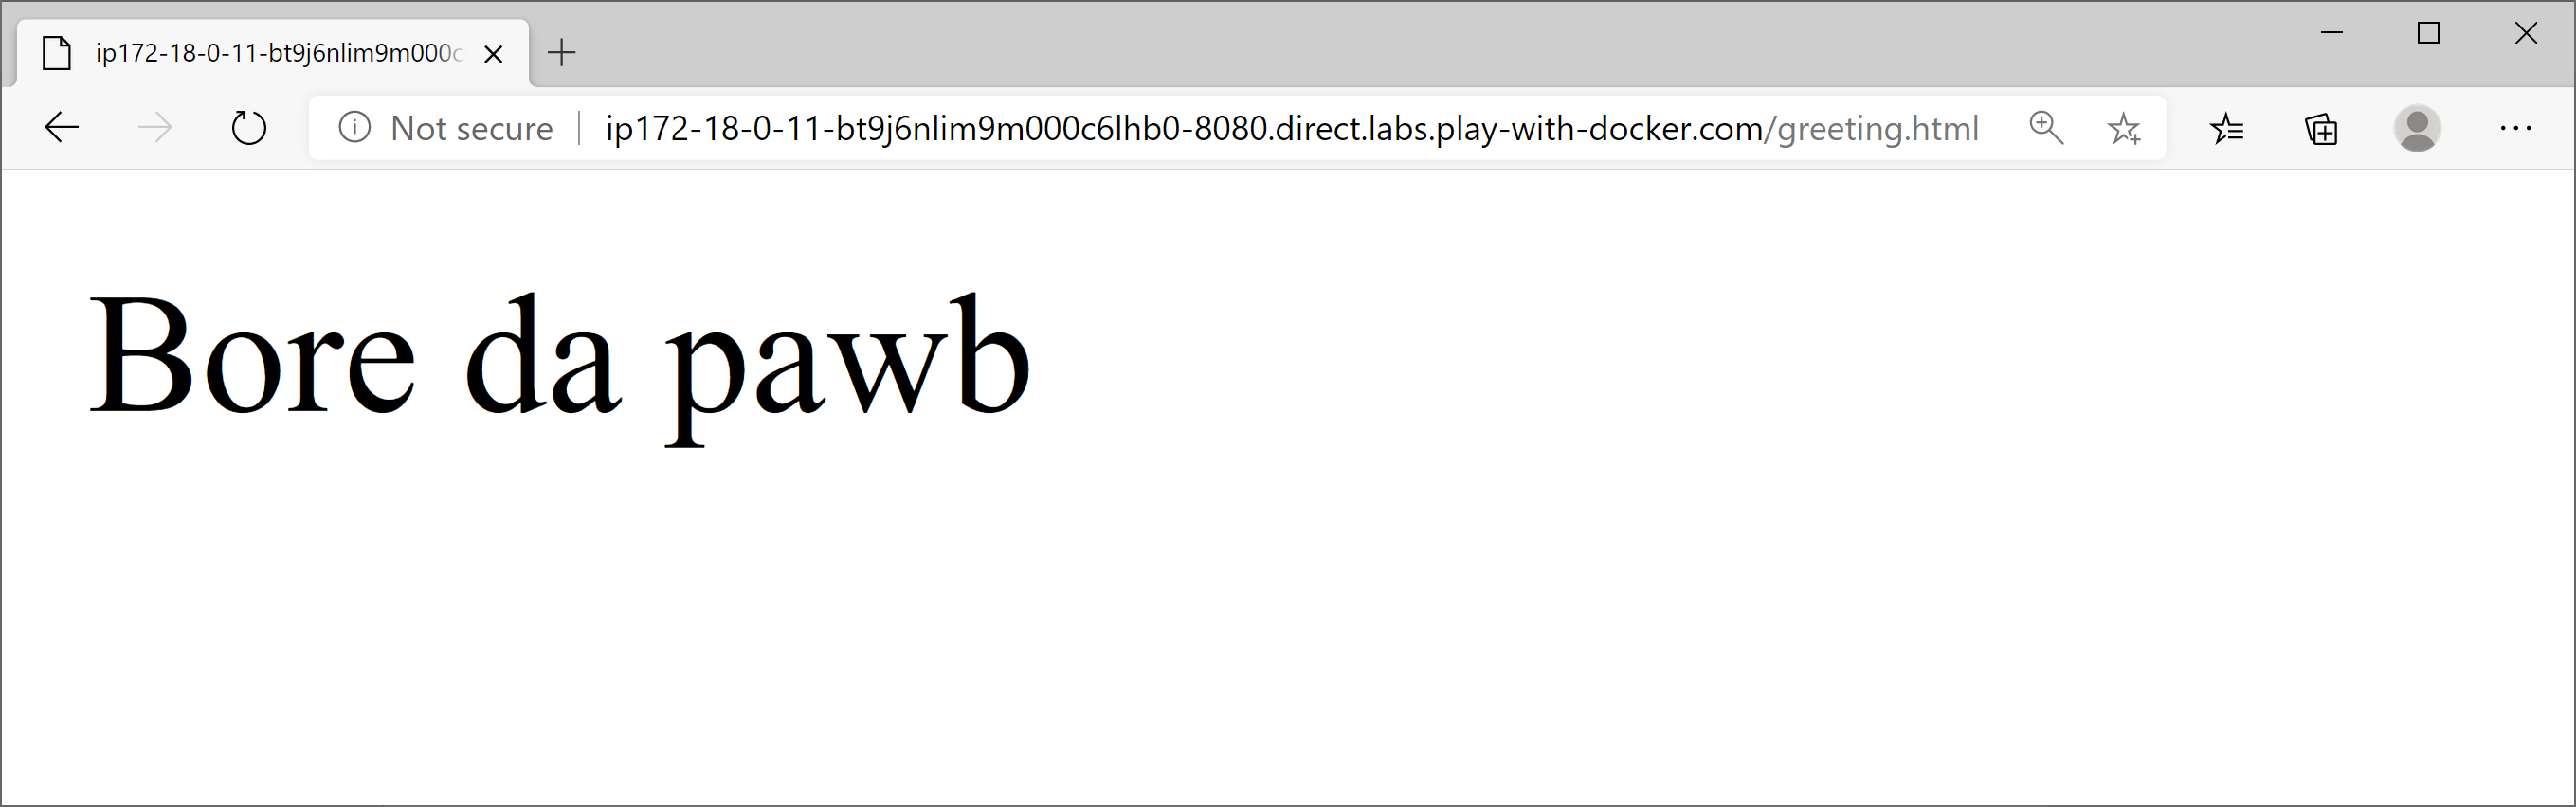 ip172-18-0-11-bt9j6nlim9m000c
Not secure
ip172-18-0-11-bt9j6nlim9m000c6lhb0-8080.direct.labs.play-with-docker.com/greeting.html
Bore da pawb